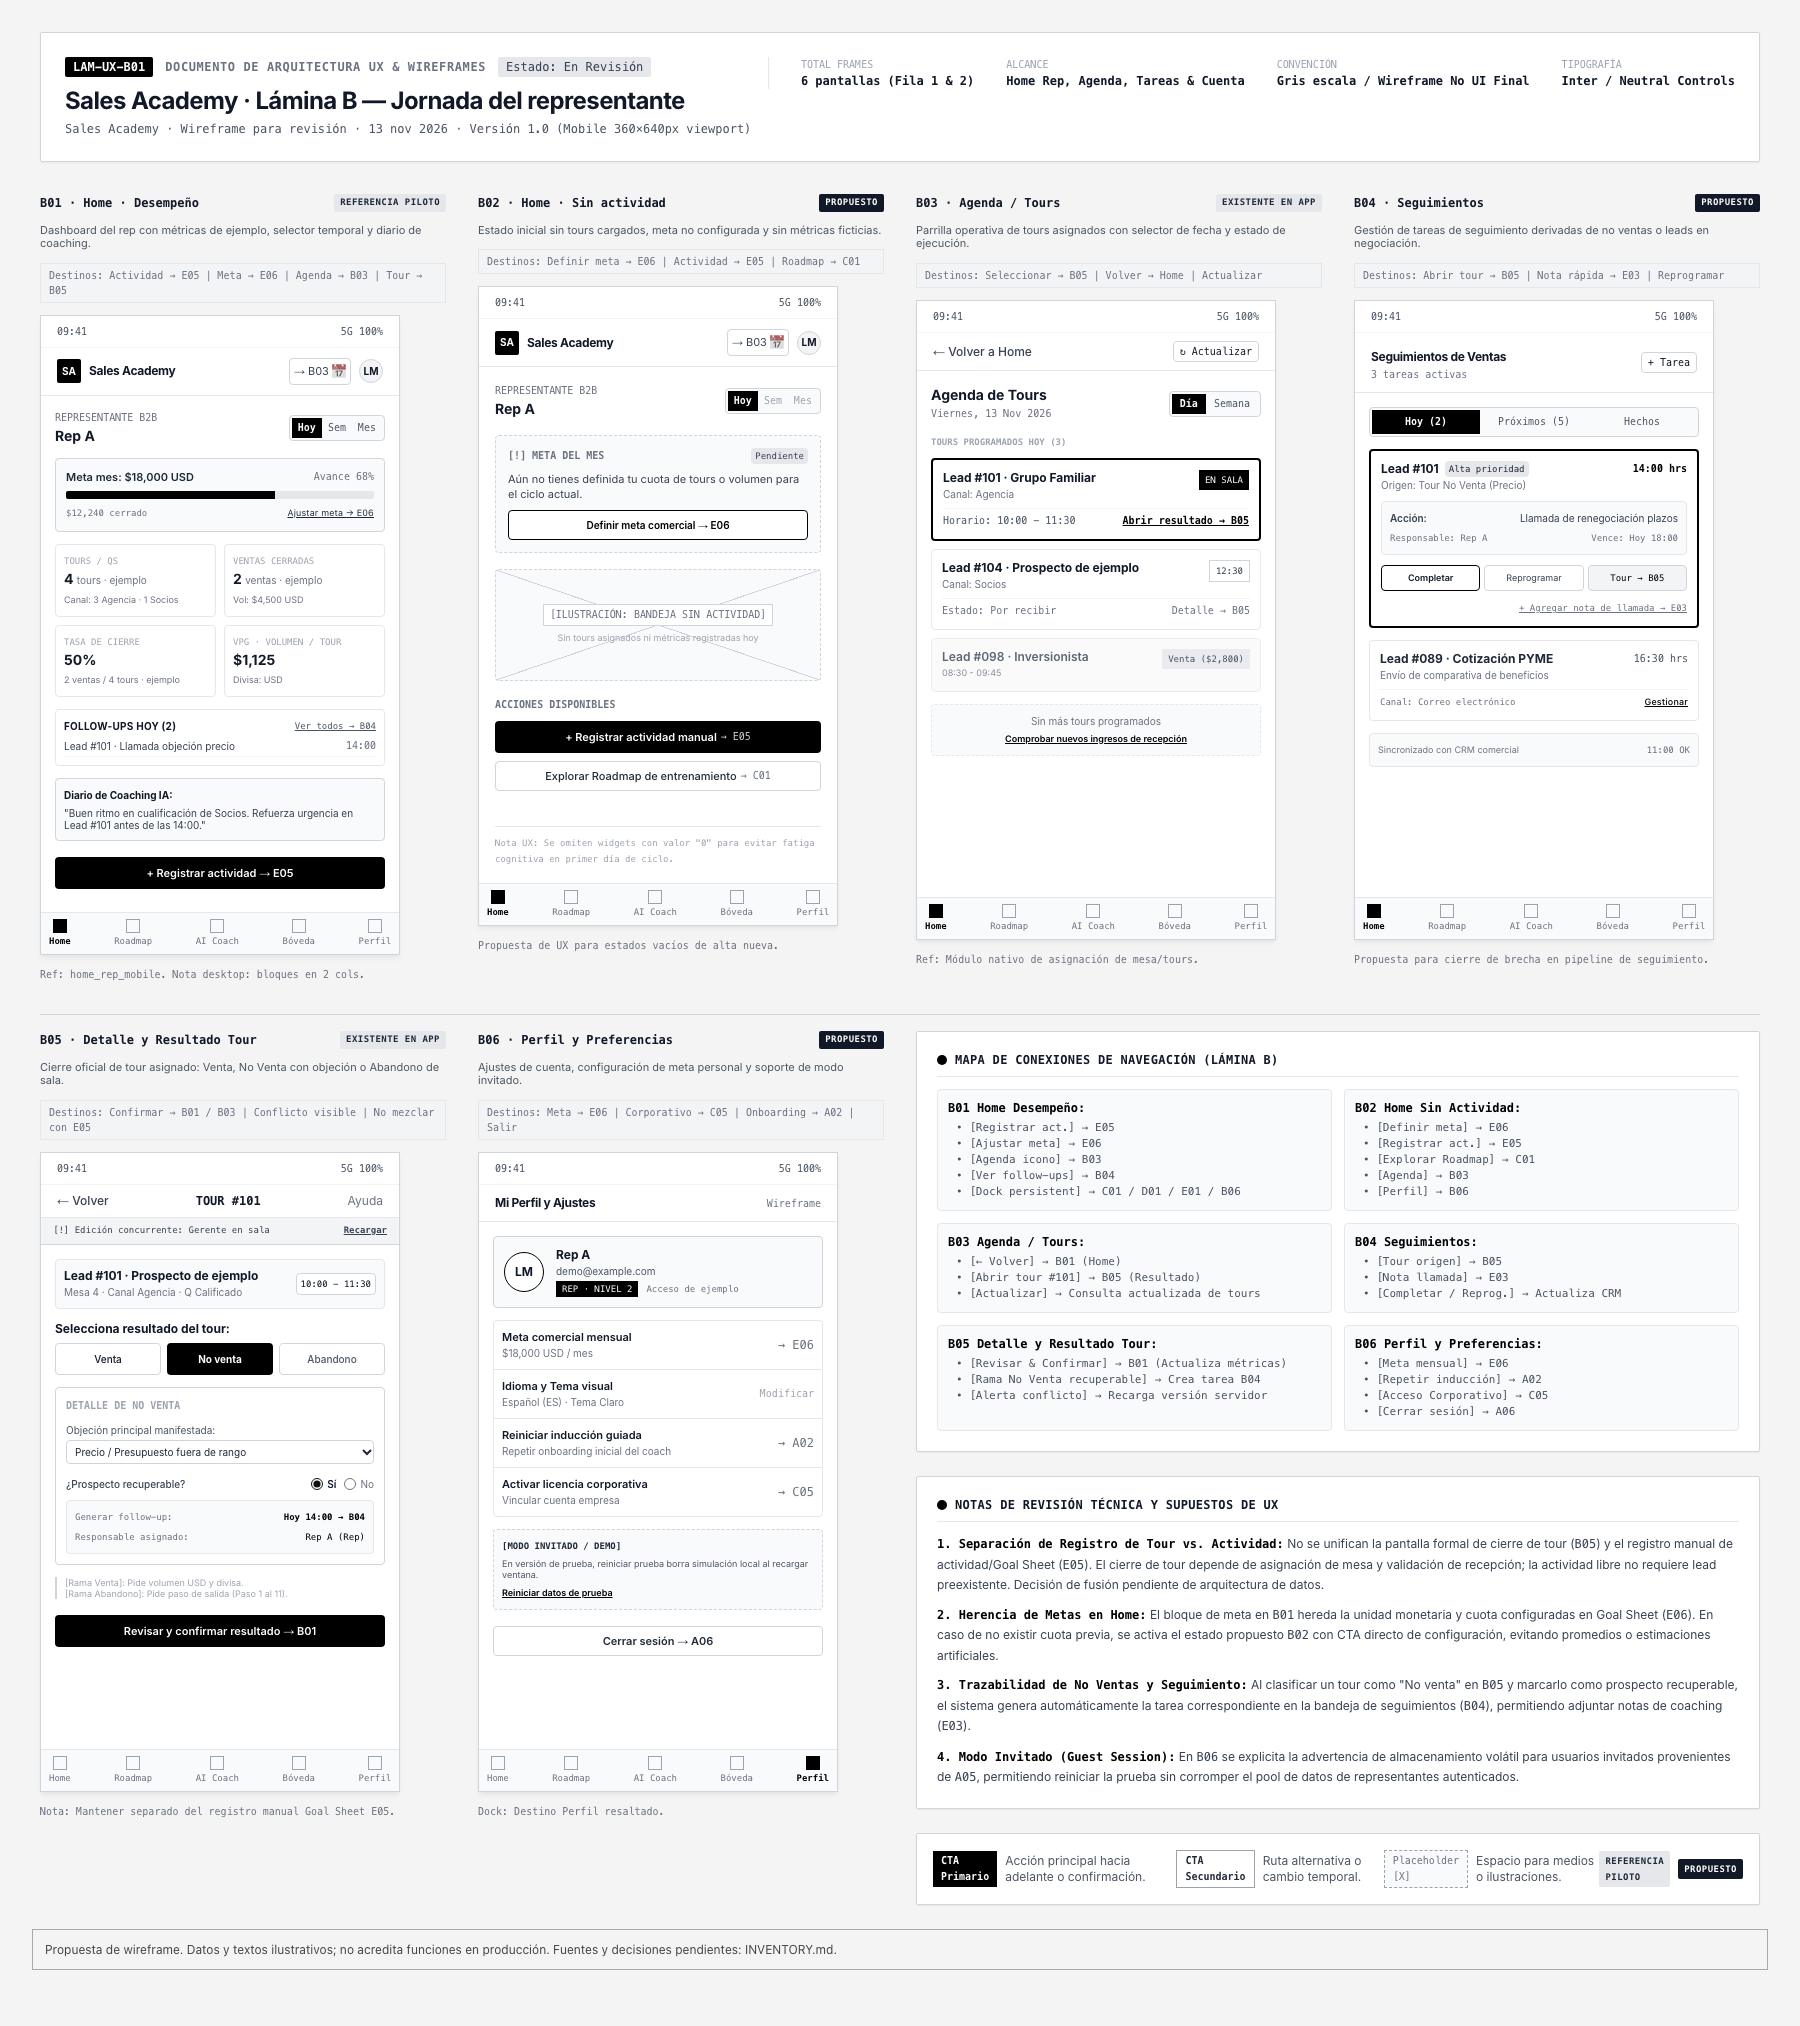 LAM-UX-B01 DOCUMENTO DE ARQUITECTURA UX & WIREFRAMES Estado: En Revisión
Sales Academy · Lámina B — Jornada del representante
Sales Academy · Wireframe para revisión · 13 nov 2026 · Versión 1.0 (Mobile 360×640px viewport)
TOTAL FRAMES
6 pantallas (Fila 1 & 2)
ALCANCE
Home Rep, Agenda, Tareas & Cuenta
CONVENCIÓN
Gris escala / Wireframe No UI Final
TIPOGRAFÍA
Inter / Neutral Controls
B01 · Home · Desempeño REFERENCIA PILOTO
Dashboard del rep con métricas de ejemplo, selector temporal y diario de
coaching.
Destinos: Actividad → E05 | Meta → E06 | Agenda → B03 | Tour →
B05
09:41 5G 100%
SA Sales Academy → B03 📅 LM
REPRESENTANTE B2B
Rep A
Hoy Sem Mes
Meta mes: $18,000 USD Avance 68%
$12,240 cerrado Ajustar meta → E06
TOURS / QS
4 tours · ejemplo
Canal: 3 Agencia · 1 Socios
VENTAS CERRADAS
2 ventas · ejemplo
Vol: $4,500 USD
TASA DE CIERRE
50%
2 ventas / 4 tours · ejemplo
VPG · VOLUMEN / TOUR
$1,125
Divisa: USD
FOLLOW-UPS HOY (2) Ver todos → B04
Lead #101 · Llamada objeción precio 14:00
Diario de Coaching IA:
"Buen ritmo en cualificación de Socios. Refuerza urgencia en
Lead #101 antes de las 14:00."
+ Registrar actividad → E05
Home Roadmap AI Coach Bóveda Perfil
Ref: home_rep_mobile. Nota desktop: bloques en 2 cols.
B02 · Home · Sin actividad PROPUESTO
Estado inicial sin tours cargados, meta no configurada y sin métricas ficticias.
Destinos: Definir meta → E06 | Actividad → E05 | Roadmap → C01
09:41 5G 100%
SA Sales Academy → B03 📅 LM
REPRESENTANTE B2B
Rep A
Hoy Sem Mes
[!] META DEL MES Pendiente
Aún no tienes definida tu cuota de tours o volumen para
el ciclo actual.
Definir meta comercial → E06
[ILUSTRACIÓN: BANDEJA SIN ACTIVIDAD]
Sin tours asignados ni métricas registradas hoy
ACCIONES DISPONIBLES
+ Registrar actividad manual → E05
Explorar Roadmap de entrenamiento → C01
Nota UX: Se omiten widgets con valor "0" para evitar fatiga
cognitiva en primer día de ciclo.
Home Roadmap AI Coach Bóveda Perfil
Propuesta de UX para estados vacíos de alta nueva.
B03 · Agenda / Tours EXISTENTE EN APP
Parrilla operativa de tours asignados con selector de fecha y estado de
ejecución.
Destinos: Seleccionar → B05 | Volver → Home | Actualizar
09:41 5G 100%
← Volver a Home ↻ Actualizar
Agenda de Tours
Viernes, 13 Nov 2026
Día Semana
TOURS PROGRAMADOS HOY (3)
Lead #101 · Grupo Familiar EN SALA
Canal: Agencia
Horario: 10:00 – 11:30 Abrir resultado → B05
Lead #104 · Prospecto de ejemplo 12:30
Canal: Socios
Estado: Por recibir Detalle → B05
Lead #098 · Inversionista Venta ($2,800)
08:30 - 09:45
Sin más tours programados
Comprobar nuevos ingresos de recepción
Home Roadmap AI Coach Bóveda Perfil
Ref: Módulo nativo de asignación de mesa/tours.
B04 · Seguimientos PROPUESTO
Gestión de tareas de seguimiento derivadas de no ventas o leads en
negociación.
Destinos: Abrir tour → B05 | Nota rápida → E03 | Reprogramar
09:41 5G 100%
Seguimientos de Ventas
3 tareas activas
+ Tarea
Hoy (2) Próximos (5) Hechos
Lead #101 Alta prioridad 14:00 hrs
Origen: Tour No Venta (Precio)
Acción: Llamada de renegociación plazos
Responsable: Rep A Vence: Hoy 18:00
Completar Reprogramar Tour → B05
+ Agregar nota de llamada → E03
Lead #089 · Cotización PYME 16:30 hrs
Envío de comparativa de beneficios
Canal: Correo electrónico Gestionar
Sincronizado con CRM comercial 11:00 OK
Home Roadmap AI Coach Bóveda Perfil
Propuesta para cierre de brecha en pipeline de seguimiento.
B05 · Detalle y Resultado Tour EXISTENTE EN APP
Cierre oficial de tour asignado: Venta, No Venta con objeción o Abandono de
sala.
Destinos: Confirmar → B01 / B03 | Conflicto visible | No mezclar
con E05
09:41 5G 100%
← Volver TOUR #101 Ayuda
[!] Edición concurrente: Gerente en sala Recargar
Lead #101 · Prospecto de ejemplo 10:00 – 11:30
Mesa 4 · Canal Agencia · Q Calificado
Selecciona resultado del tour:
Venta No venta Abandono
DETALLE DE NO VENTA
Objeción principal manifestada:
Precio / Presupuesto fuera de rango
¿Prospecto recuperable? Sí No
Generar follow-up: Hoy 14:00 → B04
Responsable asignado: Rep A (Rep)
[Rama Venta]: Pide volumen USD y divisa.
[Rama Abandono]: Pide paso de salida (Paso 1 al 11).
Revisar y confirmar resultado → B01
Home Roadmap AI Coach Bóveda Perfil
Nota: Mantener separado del registro manual Goal Sheet E05.
B06 · Perfil y Preferencias PROPUESTO
Ajustes de cuenta, configuración de meta personal y soporte de modo
invitado.
Destinos: Meta → E06 | Corporativo → C05 | Onboarding → A02 |
Salir
09:41 5G 100%
Mi Perfil y Ajustes Wireframe
LM
Rep A
demo@example.com
REP · NIVEL 2 Acceso de ejemplo
Meta comercial mensual
$18,000 USD / mes
→ E06
Idioma y Tema visual
Español (ES) · Tema Claro
Modificar
Reiniciar inducción guiada
Repetir onboarding inicial del coach
→ A02
Activar licencia corporativa
Vincular cuenta empresa
→ C05
[MODO INVITADO / DEMO]
En versión de prueba, reiniciar prueba borra simulación local al recargar
ventana.
Reiniciar datos de prueba
Cerrar sesión → A06
Home Roadmap AI Coach Bóveda Perfil
Dock: Destino Perfil resaltado.
● MAPA DE CONEXIONES DE NAVEGACIÓN (LÁMINA B)
B01 Home Desempeño:
• [Registrar act.] → E05
• [Ajustar meta] → E06
• [Agenda icono] → B03
• [Ver follow-ups] → B04
• [Dock persistent] → C01 / D01 / E01 / B06
B02 Home Sin Actividad:
• [Definir meta] → E06
• [Registrar act.] → E05
• [Explorar Roadmap] → C01
• [Agenda] → B03
• [Perfil] → B06
B03 Agenda / Tours:
• [← Volver] → B01 (Home)
• [Abrir tour #101] → B05 (Resultado)
• [Actualizar] → Consulta actualizada de tours
B04 Seguimientos:
• [Tour origen] → B05
• [Nota llamada] → E03
• [Completar / Reprog.] → Actualiza CRM
B05 Detalle y Resultado Tour:
• [Revisar & Confirmar] → B01 (Actualiza métricas)
• [Rama No Venta recuperable] → Crea tarea B04
• [Alerta conflicto] → Recarga versión servidor
B06 Perfil y Preferencias:
• [Meta mensual] → E06
• [Repetir inducción] → A02
• [Acceso Corporativo] → C05
• [Cerrar sesión] → A06
● NOTAS DE REVISIÓN TÉCNICA Y SUPUESTOS DE UX
1. Separación de Registro de Tour vs. Actividad: No se unifican la pantalla formal de cierre de tour (B05) y el registro manual de
actividad/Goal Sheet (E05). El cierre de tour depende de asignación de mesa y validación de recepción; la actividad libre no requiere lead
preexistente. Decisión de fusión pendiente de arquitectura de datos.
2. Herencia de Metas en Home: El bloque de meta en B01 hereda la unidad monetaria y cuota configuradas en Goal Sheet (E06). En
caso de no existir cuota previa, se activa el estado propuesto B02 con CTA directo de configuración, evitando promedios o estimaciones
artificiales.
3. Trazabilidad de No Ventas y Seguimiento: Al clasificar un tour como "No venta" en B05 y marcarlo como prospecto recuperable,
el sistema genera automáticamente la tarea correspondiente en la bandeja de seguimientos (B04), permitiendo adjuntar notas de coaching
(E03).
4. Modo Invitado (Guest Session): En B06 se explicita la advertencia de almacenamiento volátil para usuarios invitados provenientes
de A05, permitiendo reiniciar la prueba sin corromper el pool de datos de representantes autenticados.
CTA
Primario
Acción principal hacia
adelante o confirmación.
CTA
Secundario
Ruta alternativa o
cambio temporal.
Placeholder
[X]
Espacio para medios
o ilustraciones.
REFERENCIA
PILOTO
PROPUESTO
Propuesta de wireframe. Datos y textos ilustrativos; no acredita funciones en producción. Fuentes y decisiones pendientes: INVENTORY.md.